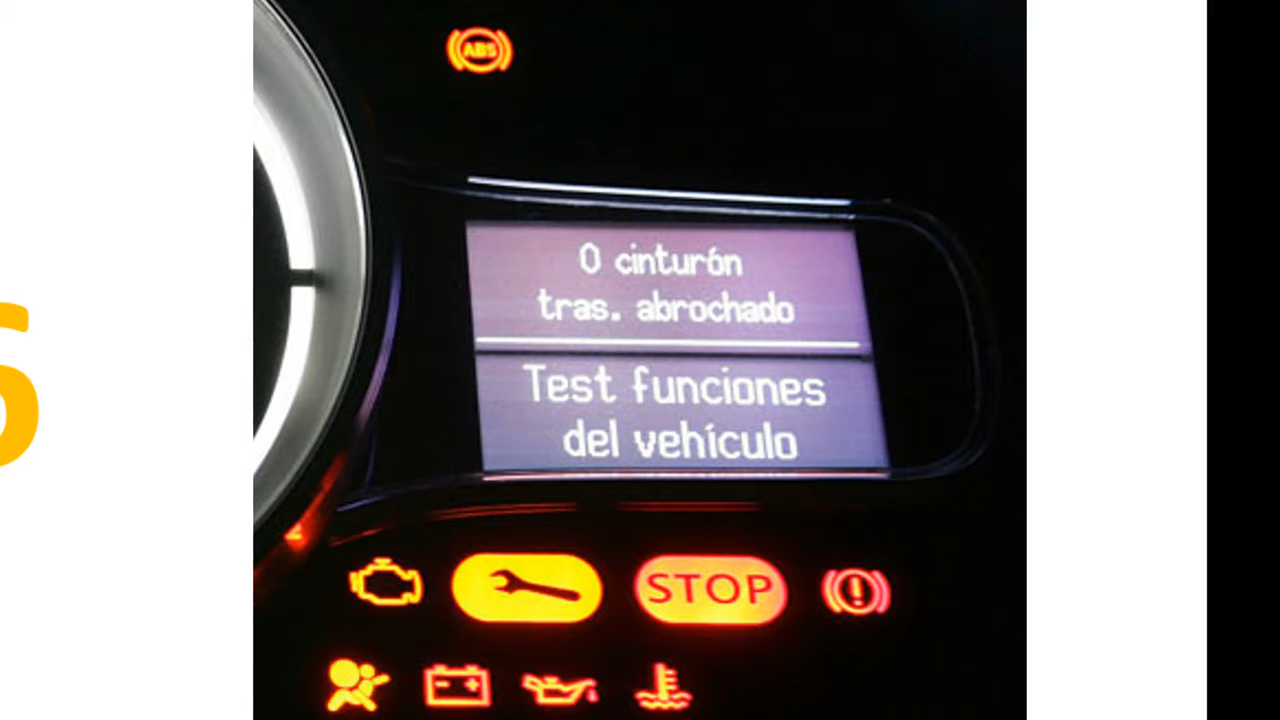 ABS
0 cinturón
tras. abrochado
Test funciones
del vehículo
STOP